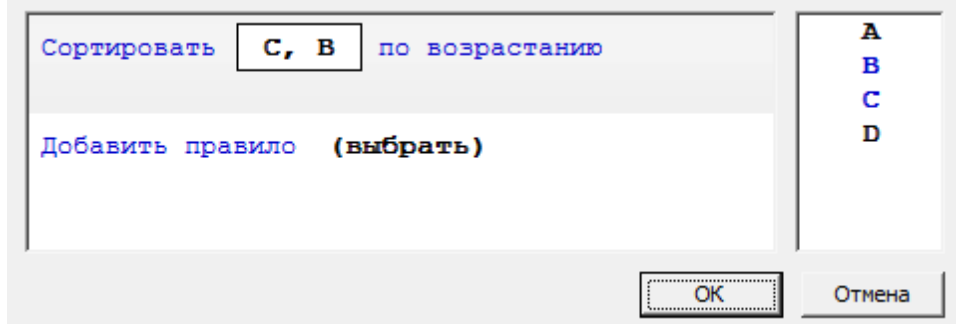 Сортировать C, B по возрастанию
Добавить правило (выбрать)
A
B
C
D
OK Отмена